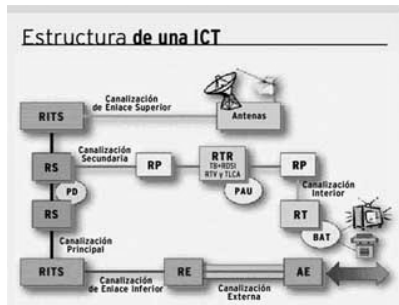 Estructura de una ICT
Canalización
de Enlace Superior
RITS
Antenas
Canalización
Secundaria
RS
RP
RTR
TB+RDSI
RTV y TLCA
RP
PD
PAU
Canalización
Interior
RS
RT
BAT
Canalización
Principal
RITS
RE
AE
Canalización
de Enlace Inferior
Canalización
Externa